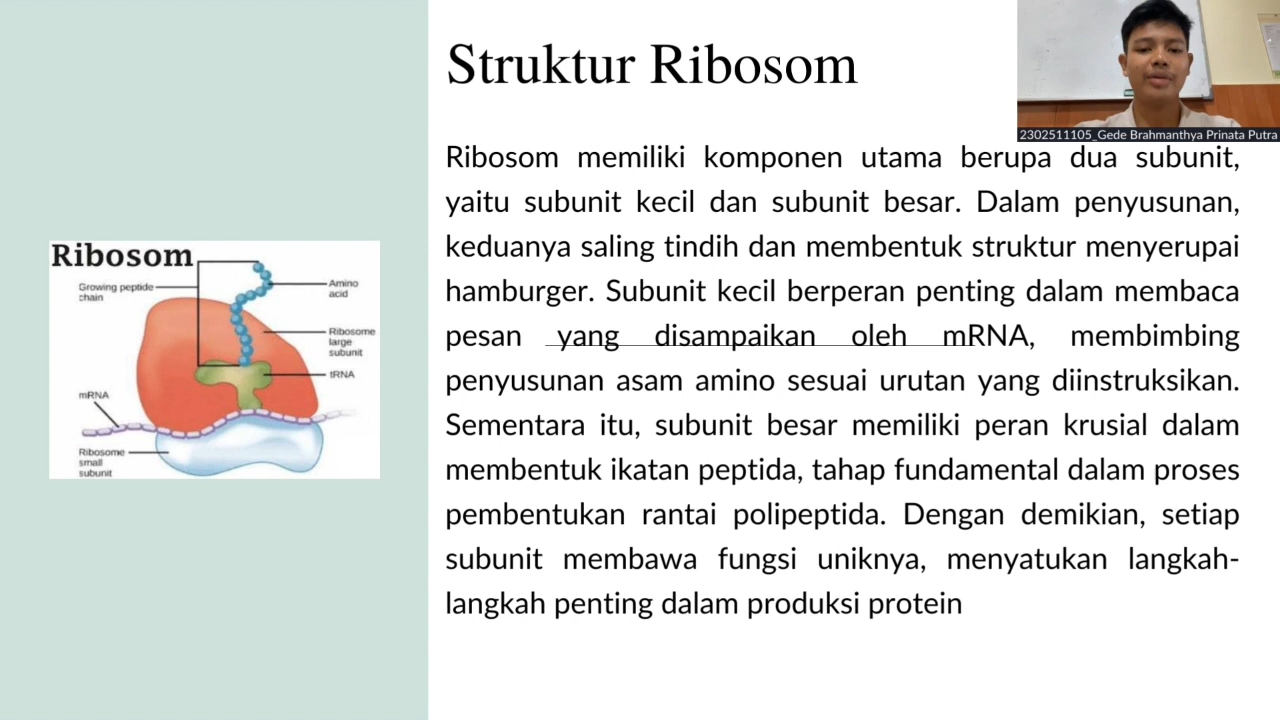 Struktur Ribosom
2302511105_Gede Brahmanthya Prinata Putra
Ribosom memiliki komponen utama berupa dua subunit,
yaitu subunit kecil dan subunit besar. Dalam penyusunan,
keduanya saling tindih dan membentuk struktur menyerupai
hamburger. Subunit kecil berperan penting dalam membaca
pesan yang disampaikan oleh mRNA, membimbing
penyusunan asam amino sesuai urutan yang diinstruksikan.
Sementara itu, subunit besar memiliki peran krusial dalam
membentuk ikatan peptida, tahap fundamental dalam proses
pembentukan rantai polipeptida. Dengan demikian, setiap
subunit membawa fungsi uniknya, menyatukan langkah-
langkah penting dalam produksi protein
Ribosom
Growing peptide
chain
Amino
acid
Ribosome
large
subunit
tRNA
mRNA
Ribosome
small
subunit